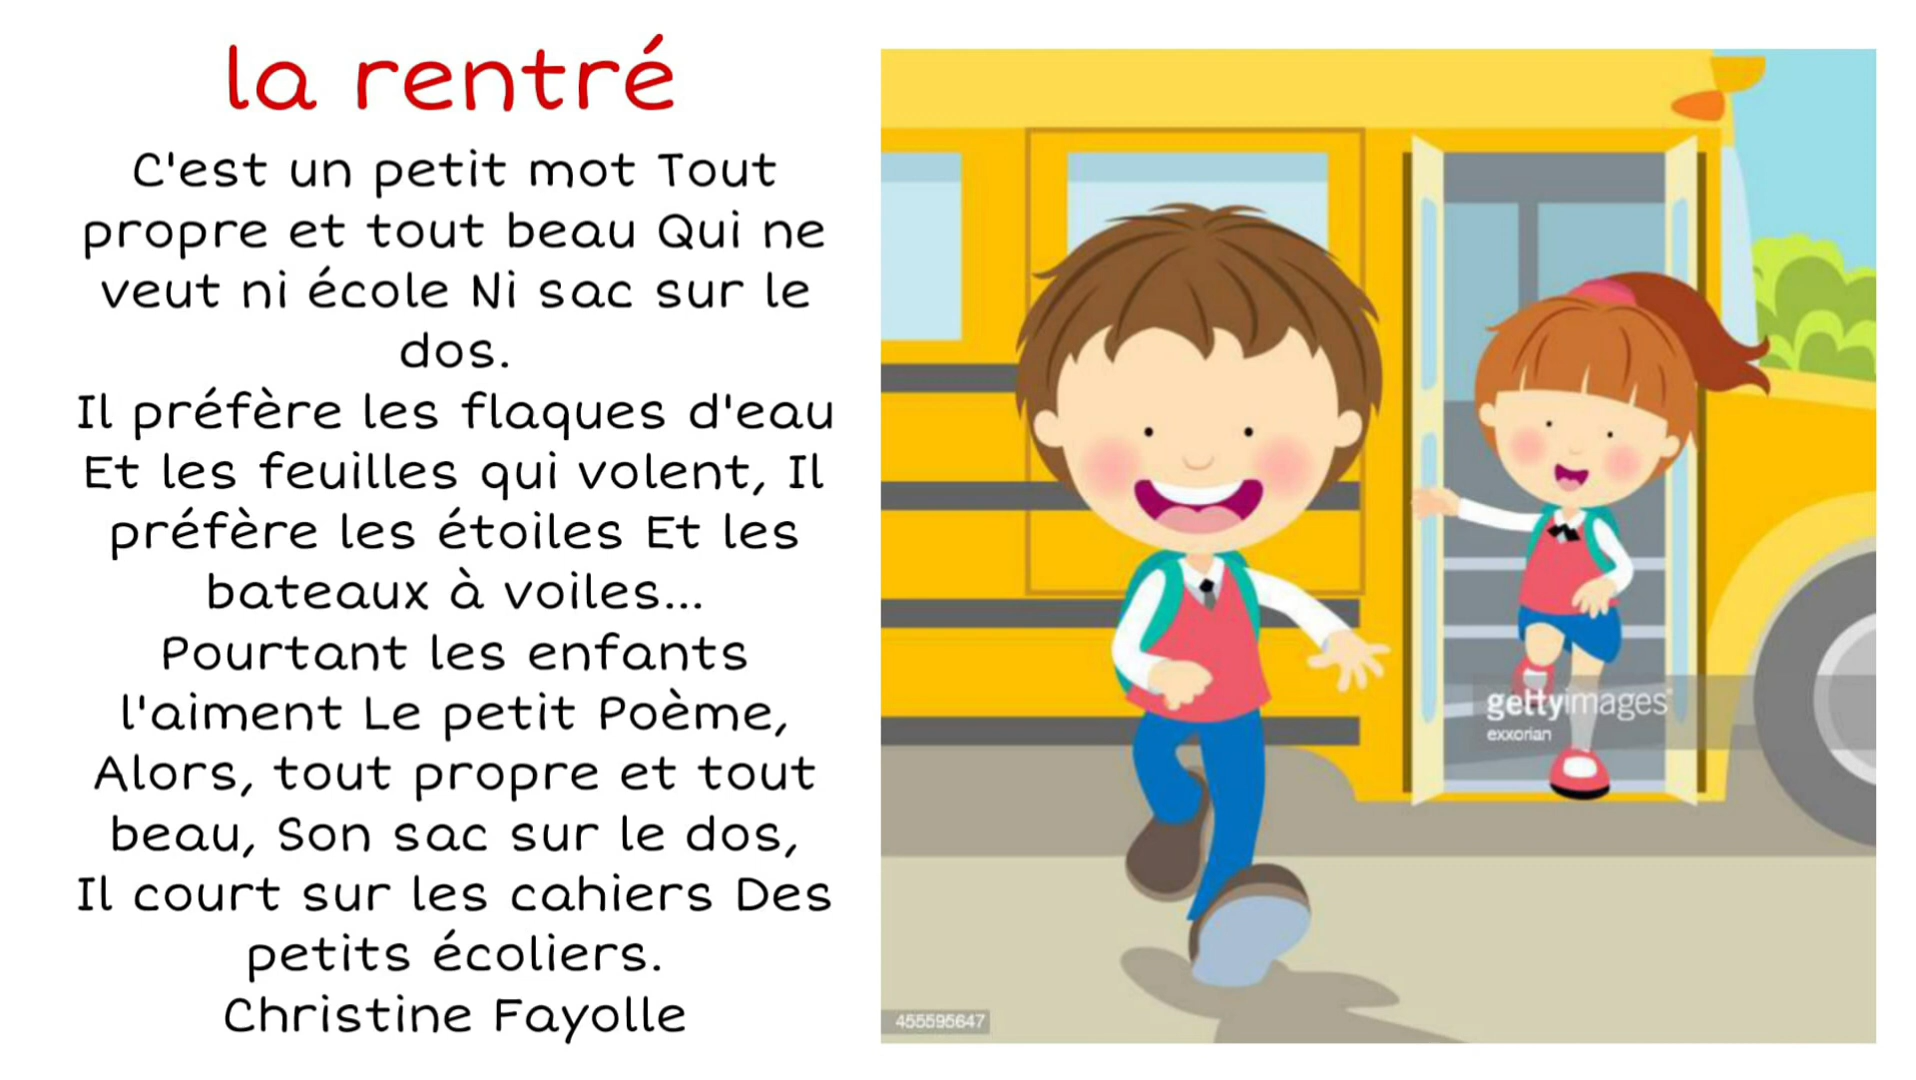 la rentré
C'est un petit mot Tout
propre et tout beau Qui ne
veut ni école Ni sac sur le
dos.
Il préfère les flaques d'eau
Et les feuilles qui volent, Il
préfère les étoiles Et les
bateaux à voiles...
Pourtant les enfants
l'aiment Le petit Poème,
Alors, tout propre et tout
beau, Son sac sur le dos,
Il court sur les cahiers Des
petits écoliers.
Christine Fayolle
gettyimages
exxorian
455595647